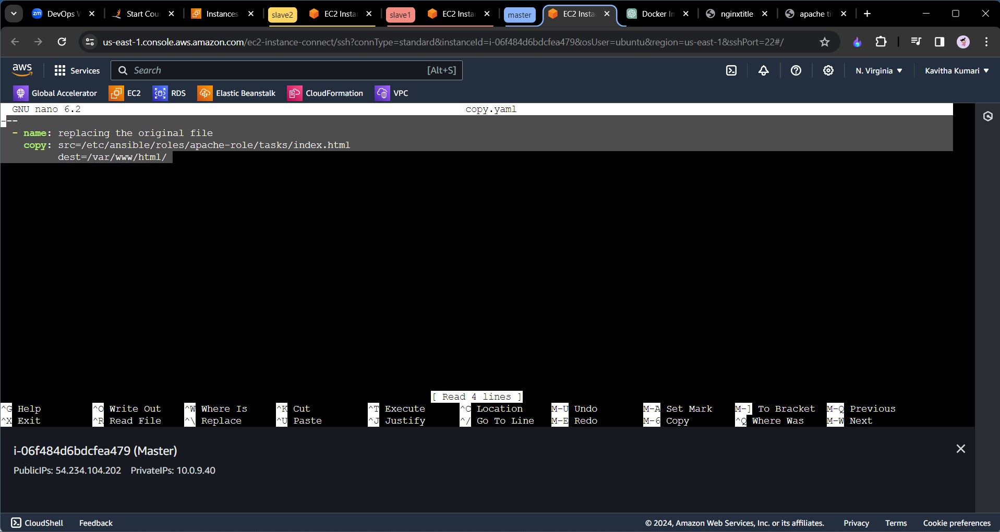 DevOps
Start Cou
Instances
slave2
EC2 Insta
slave1
EC2 Insta
master
EC2 Insta
Docker In
nginxtitle
apache ti
us-east-1.console.aws.amazon.com/ec2-instance-connect/ssh?connType=standard&instanceId=i-06f484d6bdcfea479&osUser=ubuntu&region=us-east-1&sshPort=22#/
aws
Services
Search
[Alt+S]
N. Virginia
Kavitha Kumari
Global Accelerator
EC2
RDS
Elastic Beanstalk
CloudFormation
VPC
GNU nano 6.2 copy.yaml
---
- name: replacing the original file
copy: src=/etc/ansible/roles/apache-role/tasks/index.html
dest=/var/www/html/
[ Read 4 lines ]
^G Help ^O Write Out ^W Where Is ^K Cut ^T Execute ^C Location M-U Undo M-A Set Mark M-] To Bracket M-Q Previous
^X Exit ^R Read File ^\ Replace ^U Paste ^J Justify ^/ Go To Line M-E Redo M-6 Copy ^Q Where Was M-W Next
i-06f484d6bdcfea479 (Master)
PublicIPs: 54.234.104.202 PrivateIPs: 10.0.9.40
CloudShell
Feedback
© 2024, Amazon Web Services, Inc. or its affiliates.
Privacy
Terms
Cookie preferences